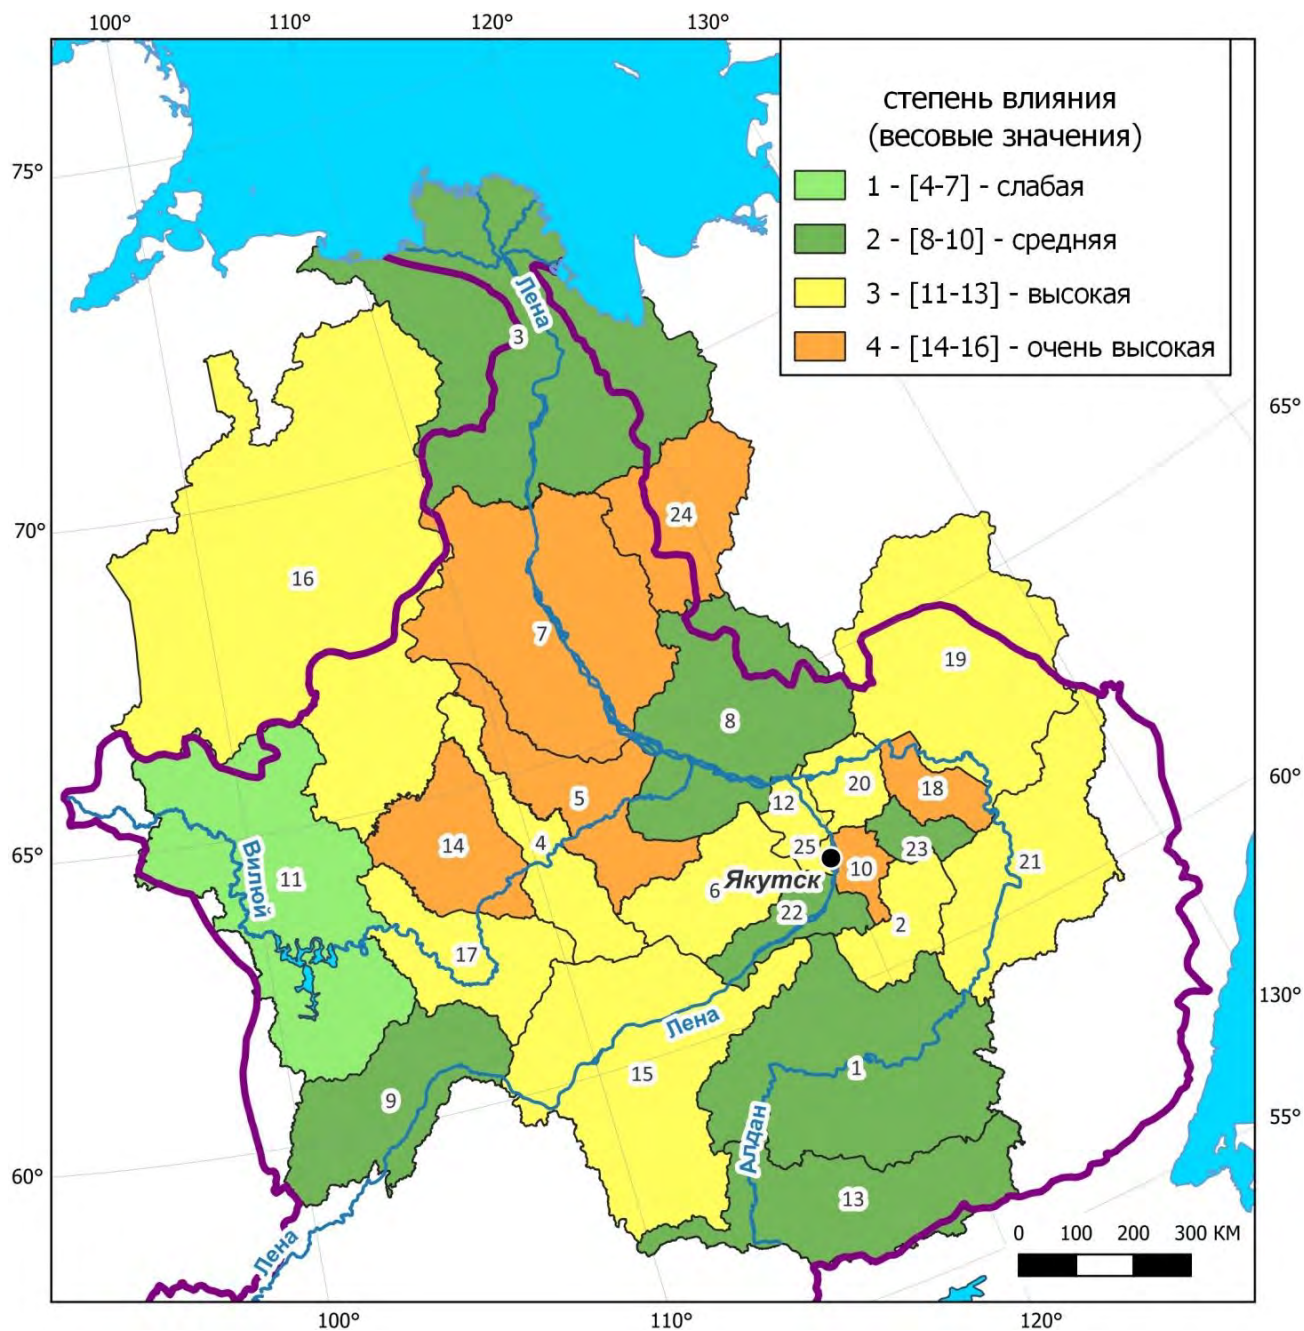 100° 110° 120° 130°
степень влияния
(весовые значения)
1 - [4-7] - слабая
2 - [8-10] - средняя
3 - [11-13] - высокая
4 - [14-16] - очень высокая
75°
Лена
3
65°
24
70°
16
7
19
8
60°
5
12
20
18
4
14
25
23
65°
11
Вилюй
Якутск
10
21
6
22
2
17
130°
Лена
15
1
9
55°
Алдан
60°
13
Лена
0 100 200 300 КМ
100° 110° 120°